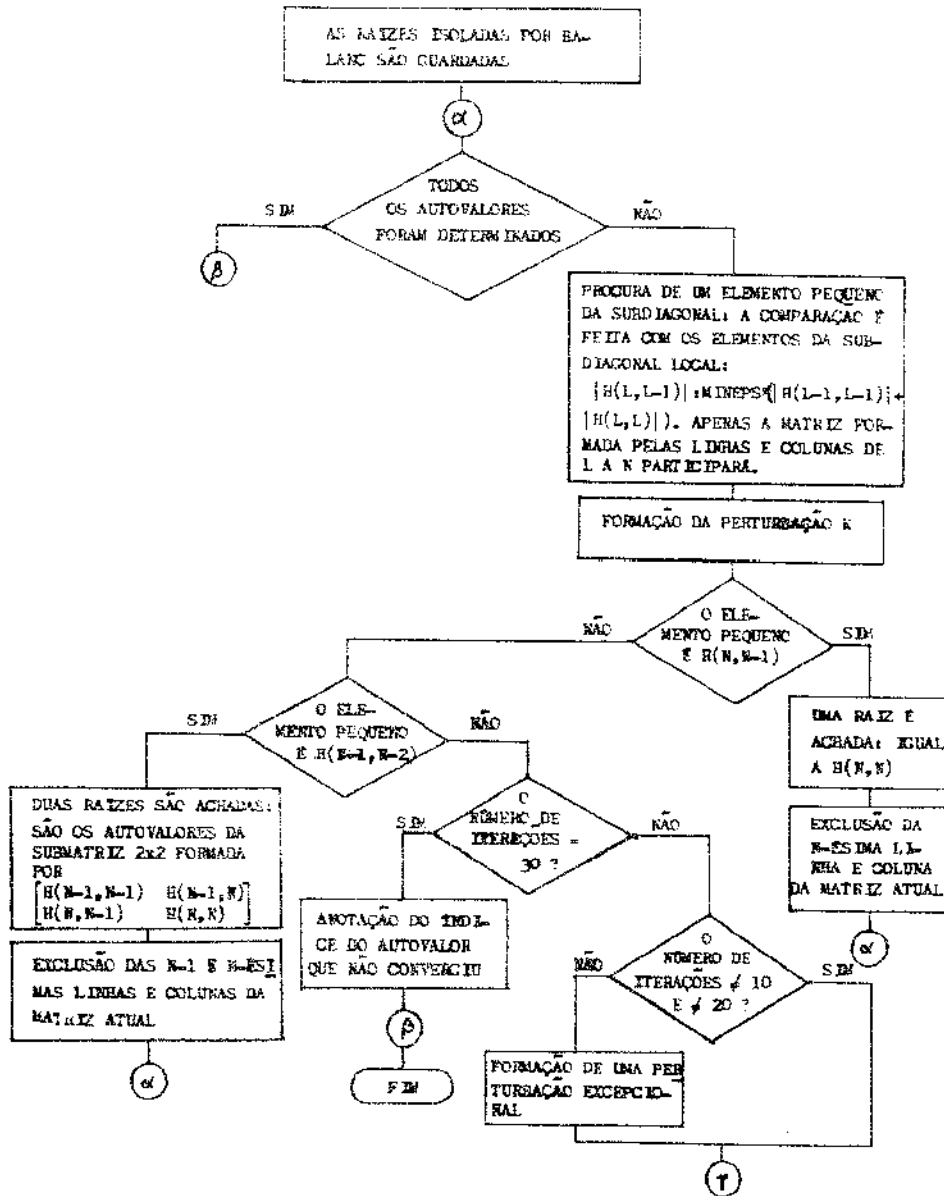 AS RAÍZES ISOLADAS POR BA-
LANC SÃO GUARDADAS
α
TODOS
OS AUTOVALORES
FORAM DETERMINADOS
SIM
NÃO
β
PROCURA DE UM ELEMENTO PEQUENO
DA SUBDIAGONAL: A COMPARAÇÃO É
FEITA COM OS ELEMENTOS DA SUB-
DIAGONAL LOCAL:
|H(L,L-1)|:MINEPS*(|H(L-1,L-1)|+
|H(L,L)|). APENAS A MATRIZ FOR-
MADA PELAS LINHAS E COLUNAS DE
L A N PARTICIPARÁ.
FORMAÇÃO DA PERTURBAÇÃO K
O ELE-
MENTO PEQUENO
É H(N,N-1)
NÃO
SIM
O ELE-
MENTO PEQUENO
É H(N-1,N-2)
SIM
NÃO
UMA RAIZ É
ACHADA: IGUAL
A H(N,N)
DUAS RAÍZES SÃO ACHADAS:
SÃO OS AUTOVALORES DA
SUBMATRIZ 2x2 FORMADA
POR
[H(N-1,N-1) H(N-1,N)]
[H(N,N-1) H(N,N)]
O
NÚMERO DE
ITERAÇÕES =
30 ?
SIM
NÃO
EXCLUSÃO DA
N-ÉSIMA LI-
NHA E COLUNA
DA MATRIZ ATUAL
α
EXCLUSÃO DAS N-1 E N-ÉSI
MAS LINHAS E COLUNAS DA
MATRIZ ATUAL
α
ANOTAÇÃO DO ÍNDI-
CE DO AUTOVALOR
QUE NÃO CONVERGIU
β
FIM
O
NÚMERO DE
ITERAÇÕES ≠ 10
E ≠ 20 ?
NÃO
SIM
FORMAÇÃO DE UMA PER
TURBAÇÃO EXCEPCIO-
NAL
γ